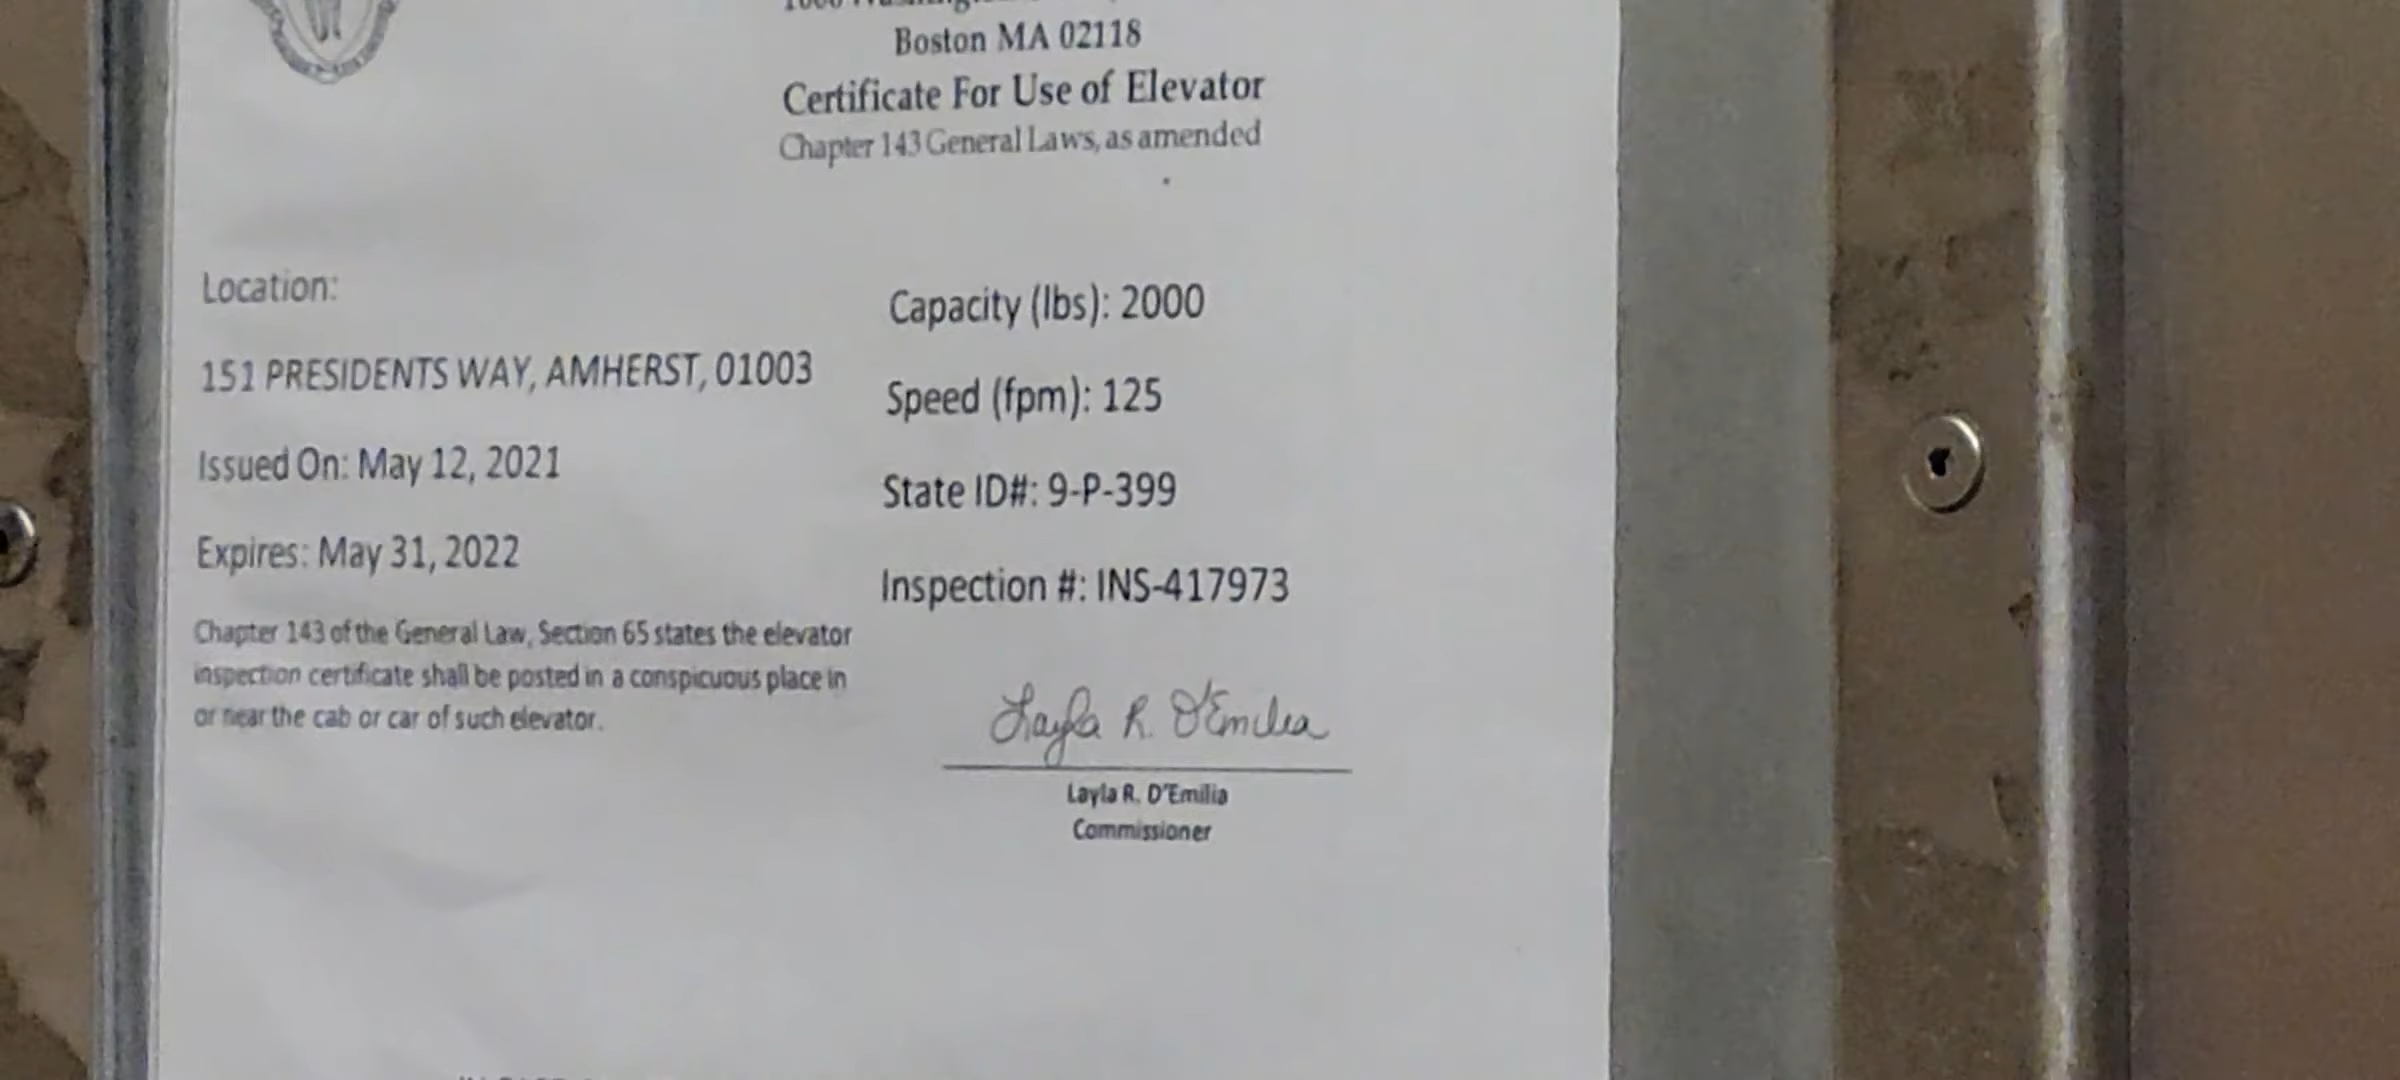 Boston MA 02118
Certificate For Use of Elevator
Chapter 143 General Laws, as amended
Location:
151 PRESIDENTS WAY, AMHERST, 01003
Issued On: May 12, 2021
Expires: May 31, 2022
Chapter 143 of the General Law, Section 65 states the elevator
inspection certificate shall be posted in a conspicuous place in
or near the cab or car of such elevator.
Capacity (lbs): 2000
Speed (fpm): 125
State ID#: 9-P-399
Inspection #: INS-417973
Layla R. D'Emilia
Layla R. D'Emilia
Commissioner